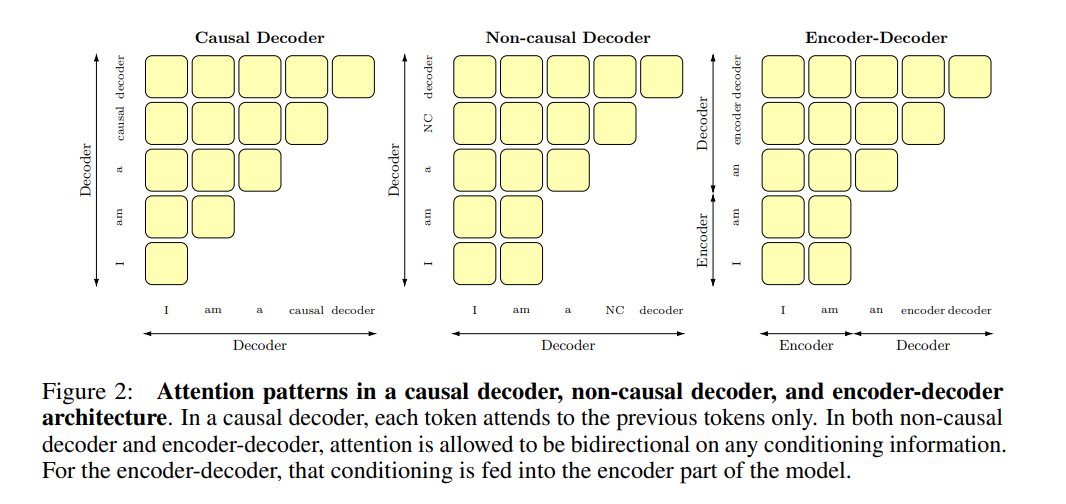 Causal Decoder
Decoder
decoder
causal
a
am
I
I am a causal decoder
Decoder
Non-causal Decoder
Decoder
decoder
NC
a
am
I
I am a NC decoder
Decoder
Encoder-Decoder
Decoder
Encoder
decoder
encoder
an
am
I
I am an encoder decoder
Encoder Decoder
Figure 2: Attention patterns in a causal decoder, non-causal decoder, and encoder-decoder
architecture. In a causal decoder, each token attends to the previous tokens only. In both non-causal
decoder and encoder-decoder, attention is allowed to be bidirectional on any conditioning information.
For the encoder-decoder, that conditioning is fed into the encoder part of the model.